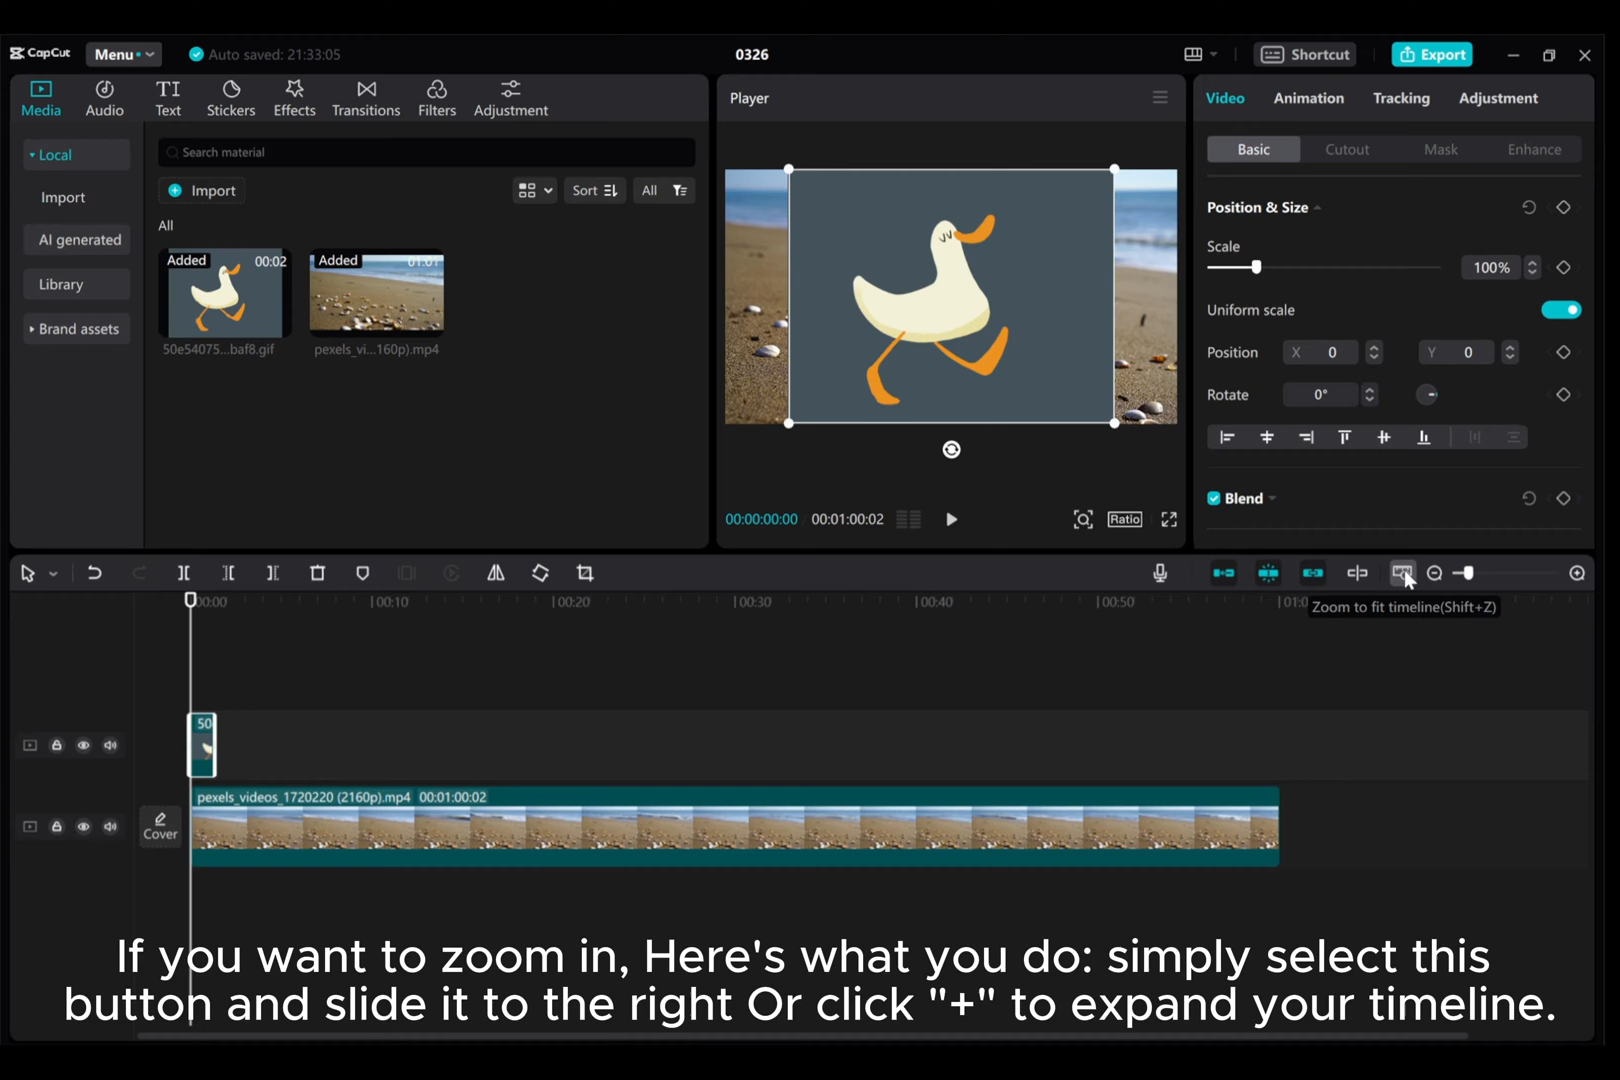 CapCut
Menu
Auto saved: 21:33:05
0326
Shortcut
Export
Media
Audio
Text
Stickers
Effects
Transitions
Filters
Adjustment
Player
Video
Animation
Tracking
Adjustment
Local
Import
AI generated
Library
Brand assets
Search material
Import
Sort
All
All
Added
00:02
Added
50e54075...baf8.gif
pexels_vi...160p).mp4
Basic
Cutout
Mask
Enhance
Position & Size
Scale
100%
Uniform scale
Position
X 0
Y 0
Rotate
0°
Blend
00:00:00:00 / 00:01:00:02
Ratio
00:00
00:10
00:20
00:30
00:40
00:50
Zoom to fit timeline(Shift+Z)
50
Cover
pexels_videos_1720220 (2160p).mp4 00:01:00:02
If you want to zoom in, Here's what you do: simply select this
button and slide it to the right Or click "+" to expand your timeline.